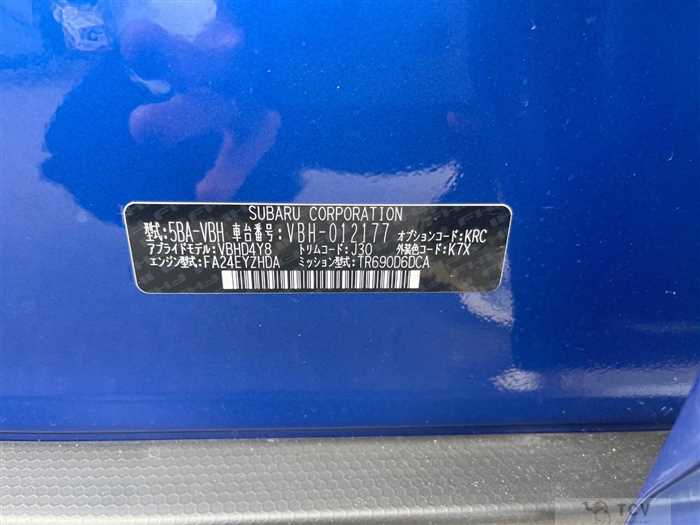 SUBARU CORPORATION
型式:5BA-VBH 車台番号:VBH-012177 オプションコード:KRC
アプライドモデル:VBHD4Y8 トリムコード:J30 外装色コード:K7X
エンジン型式:FA24EYZHDA ミッション型式:TR690D6DCA
TCV